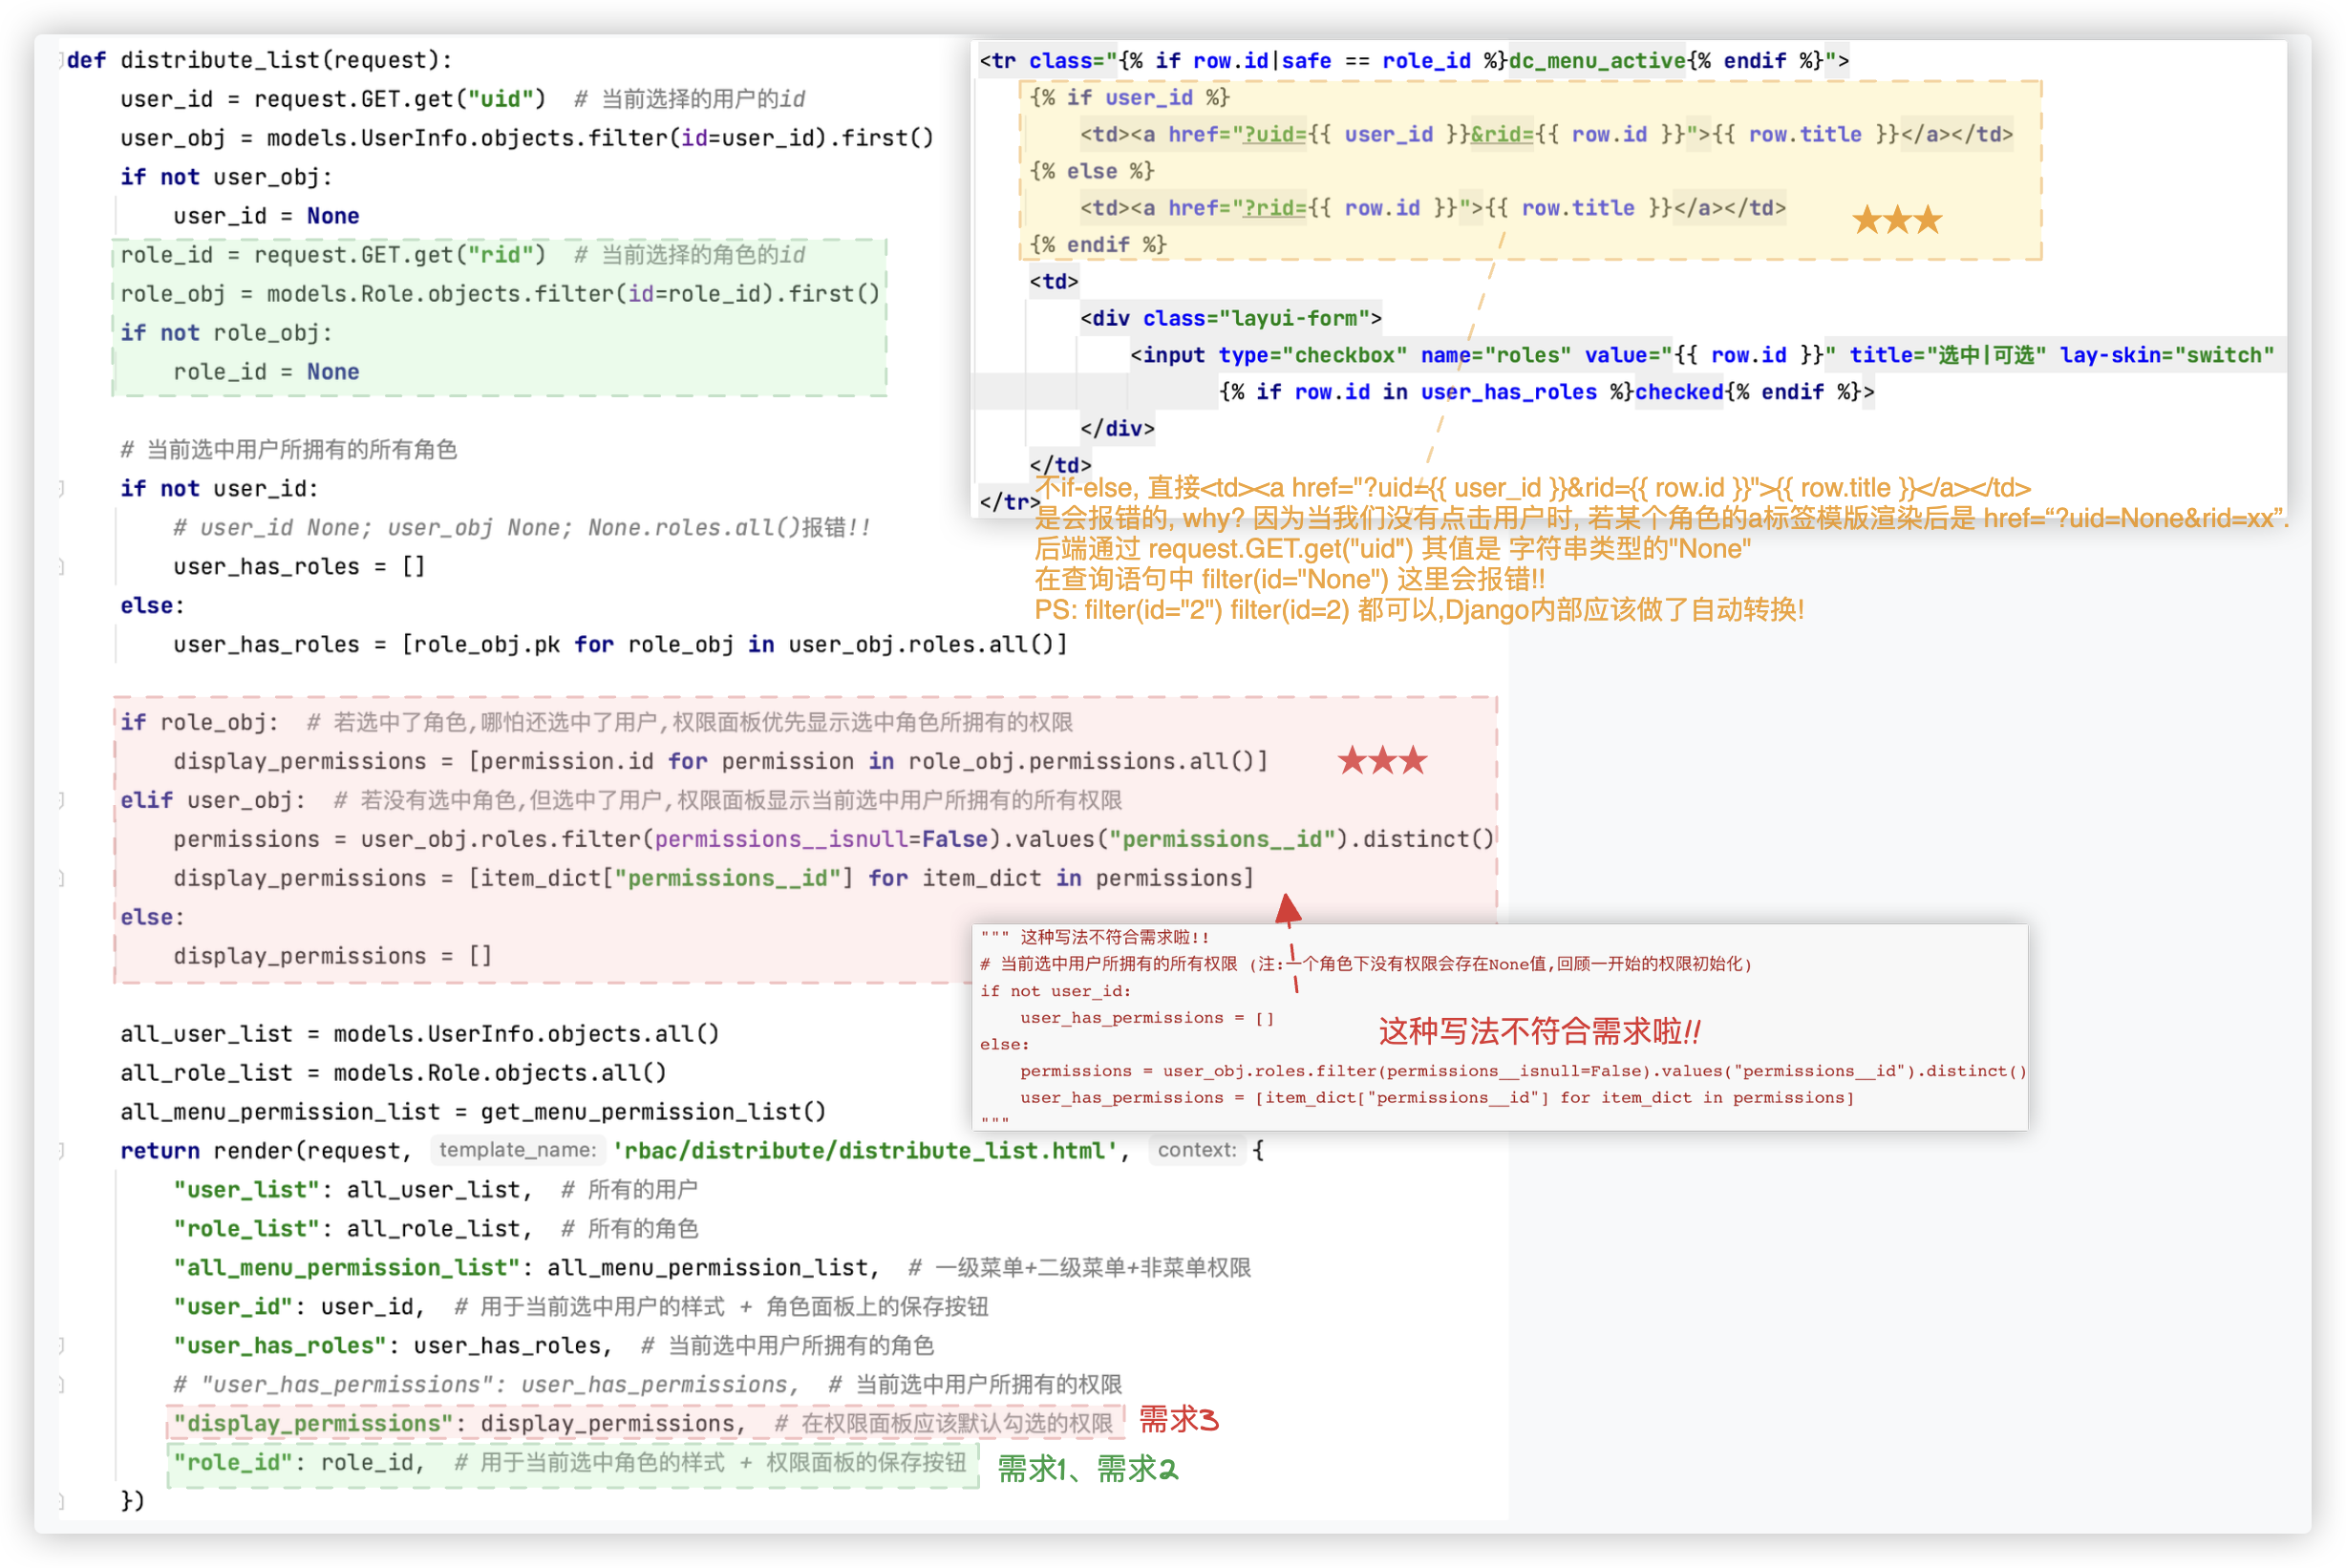 def distribute_list(request):
user_id = request.GET.get("uid")  # 当前选择的用户的id
user_obj = models.UserInfo.objects.filter(id=user_id).first()
if not user_obj:
user_id = None
role_id = request.GET.get("rid")  # 当前选择的角色的id
role_obj = models.Role.objects.filter(id=role_id).first()
if not role_obj:
role_id = None
# 当前选中用户所拥有的所有角色
if not user_id:
# user_id None; user_obj None; None.roles.all()报错!!
user_has_roles = []
else:
user_has_roles = [role_obj.pk for role_obj in user_obj.roles.all()]
if role_obj:  # 若选中了角色,哪怕还选中了用户,权限面板优先显示选中角色所拥有的权限
display_permissions = [permission.id for permission in role_obj.permissions.all()]
★★★
elif user_obj:  # 若没有选中角色,但选中了用户,权限面板显示当前选中用户所拥有的所有权限
permissions = user_obj.roles.filter(permissions__isnull=False).values("permissions__id").distinct()
display_permissions = [item_dict["permissions__id"] for item_dict in permissions]
else:
display_permissions = []
all_user_list = models.UserInfo.objects.all()
all_role_list = models.Role.objects.all()
all_menu_permission_list = get_menu_permission_list()
return render(request, template_name: 'rbac/distribute/distribute_list.html', context: {
"user_list": all_user_list,  # 所有的用户
"role_list": all_role_list,  # 所有的角色
"all_menu_permission_list": all_menu_permission_list,  # 一级菜单+二级菜单+非菜单权限
"user_id": user_id,  # 用于当前选中用户的样式 + 角色面板上的保存按钮
"user_has_roles": user_has_roles,  # 当前选中用户所拥有的角色
# "user_has_permissions": user_has_permissions,  # 当前选中用户所拥有的权限
"display_permissions": display_permissions,  # 在权限面板应该默认勾选的权限
需求3
"role_id": role_id,  # 用于当前选中角色的样式 + 权限面板的保存按钮
需求1、需求2
})
<tr class="{% if row.id|safe == role_id %}dc_menu_active{% endif %}">
{% if user_id %}
<td><a href="?uid={{ user_id }}&rid={{ row.id }}">{{ row.title }}</a></td>
{% else %}
<td><a href="?rid={{ row.id }}">{{ row.title }}</a></td>
★★★
{% endif %}
<td>
<div class="layui-form">
<input type="checkbox" name="roles" value="{{ row.id }}" title="选中|可选" lay-skin="switch"
{% if row.id in user_has_roles %}checked{% endif %}>
</div>
</td>
</tr>
不if-else, 直接<td><a href="?uid={{ user_id }}&rid={{ row.id }}">{{ row.title }}</a></td>
是会报错的, why? 因为当我们没有点击用户时, 若某个角色的a标签模版渲染后是 href=“?uid=None&rid=xx”.
后端通过 request.GET.get("uid") 其值是 字符串类型的"None"
在查询语句中 filter(id="None") 这里会报错!!
PS: filter(id="2") filter(id=2) 都可以,Django内部应该做了自动转换!
""" 这种写法不符合需求啦!!
# 当前选中用户所拥有的所有权限 (注:一个角色下没有权限会存在None值,回顾一开始的权限初始化)
if not user_id:
user_has_permissions = []
这种写法不符合需求啦!!
else:
permissions = user_obj.roles.filter(permissions__isnull=False).values("permissions__id").distinct()
user_has_permissions = [item_dict["permissions__id"] for item_dict in permissions]
"""